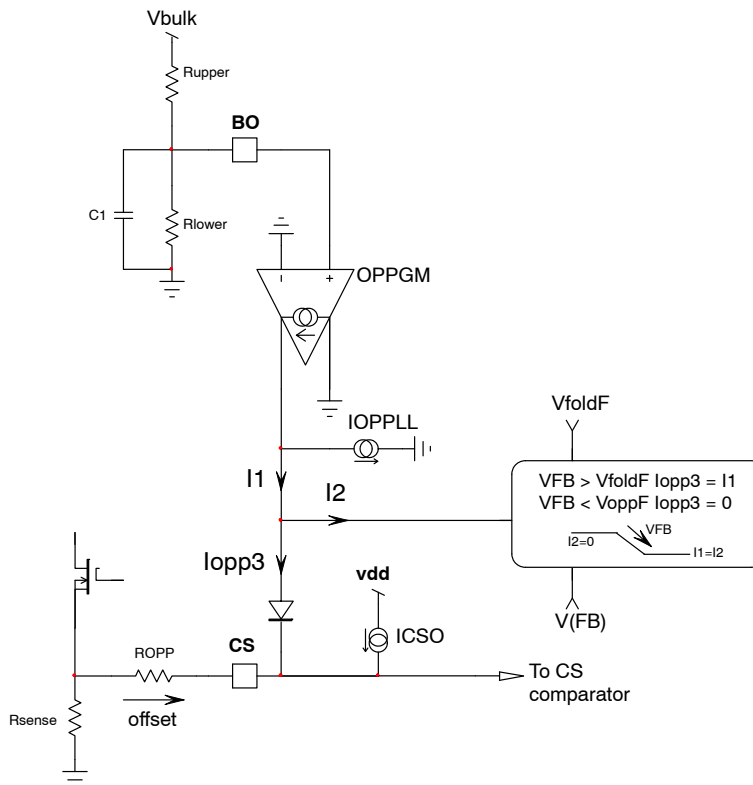 Vbulk
Rupper
BO
C1
Rlower
- +
OPPGM
IOPPLL
VfoldF
I1
I2
VFB > VfoldF Iopp3 = I1
VFB < VoppF Iopp3 = 0
VFB
I2=0
I1=I2
Iopp3
vdd
V(FB)
ICSO
ROPP
CS
To CS
comparator
offset
Rsense